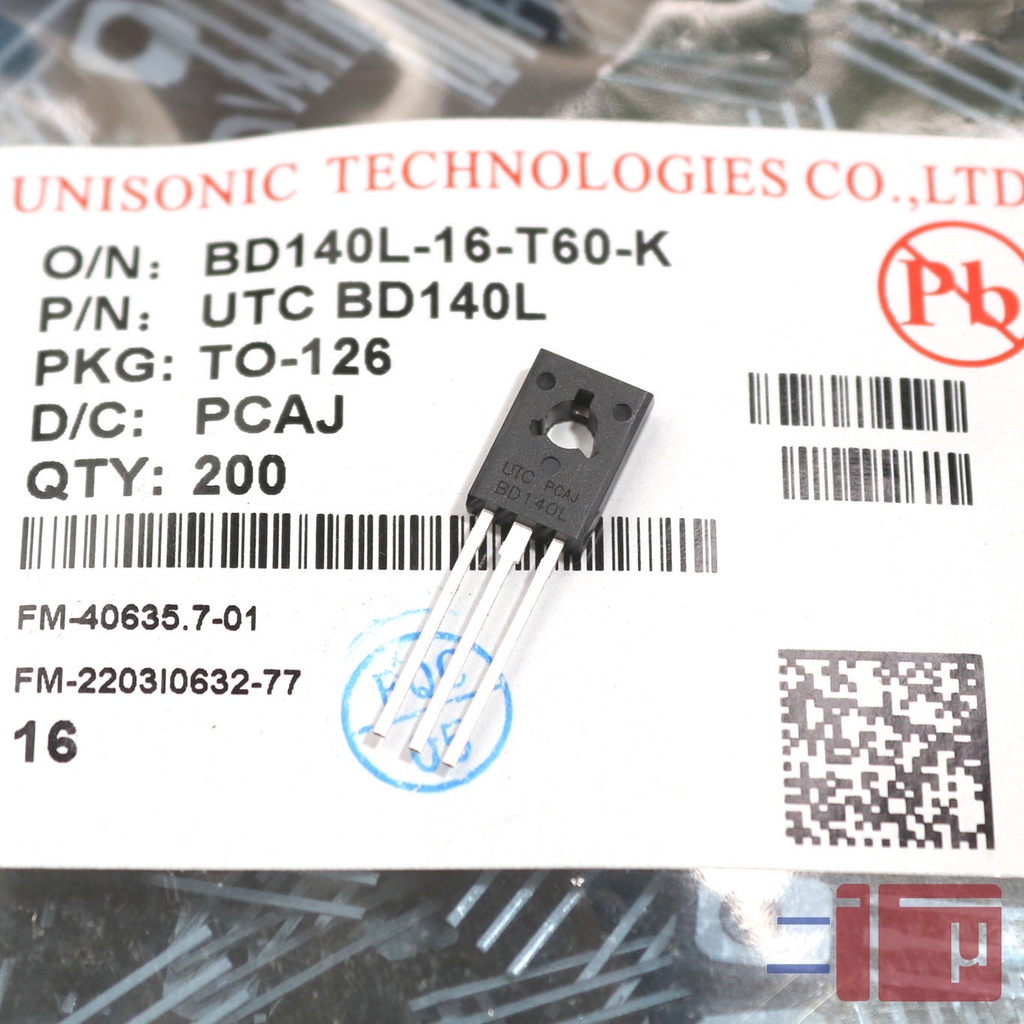 UNISONIC TECHNOLOGIES CO.,LTD
O/N: BD140L-16-T60-K
P/N: UTC BD140L
PKG: TO-126
D/C: PCAJ
QTY: 200
Pb
UTC PCAJ
BD140L
FM-40635.7-01
FM-2203I0632-77
16
μ